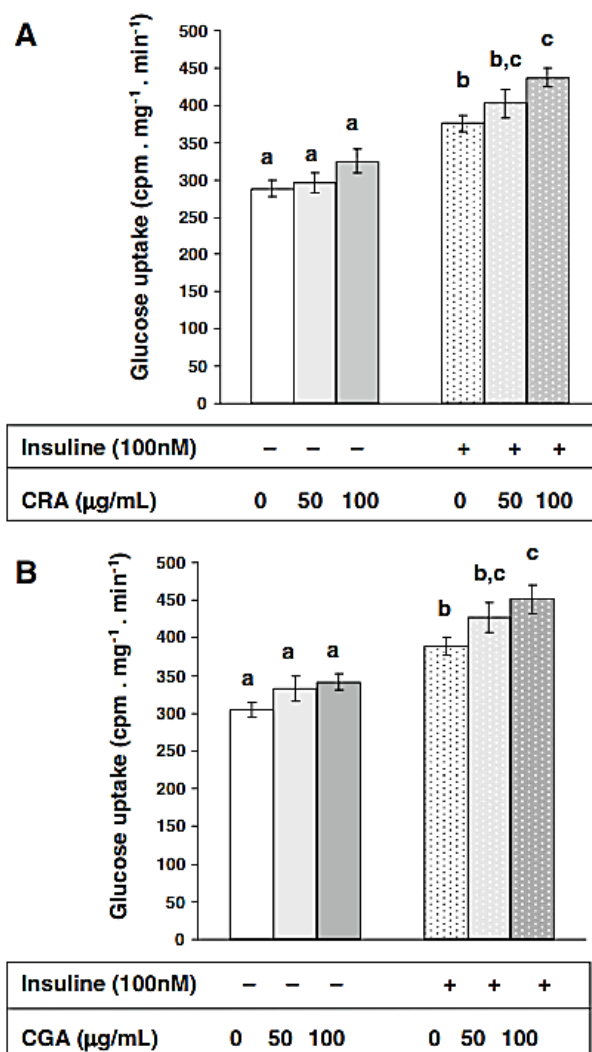 A
Glucose uptake (cpm . mg⁻¹ . min⁻¹)
500
450
400
350
300
250
200
150
100
50
0
a
a
a
b
b,c
c
Insuline (100nM) – – – + + +
CRA (µg/mL) 0 50 100 0 50 100
B
Glucose uptake (cpm . mg⁻¹ . min⁻¹)
500
450
400
350
300
250
200
150
100
50
0
a
a
a
b
b,c
c
Insuline (100nM) – – – + + +
CGA (µg/mL) 0 50 100 0 50 100